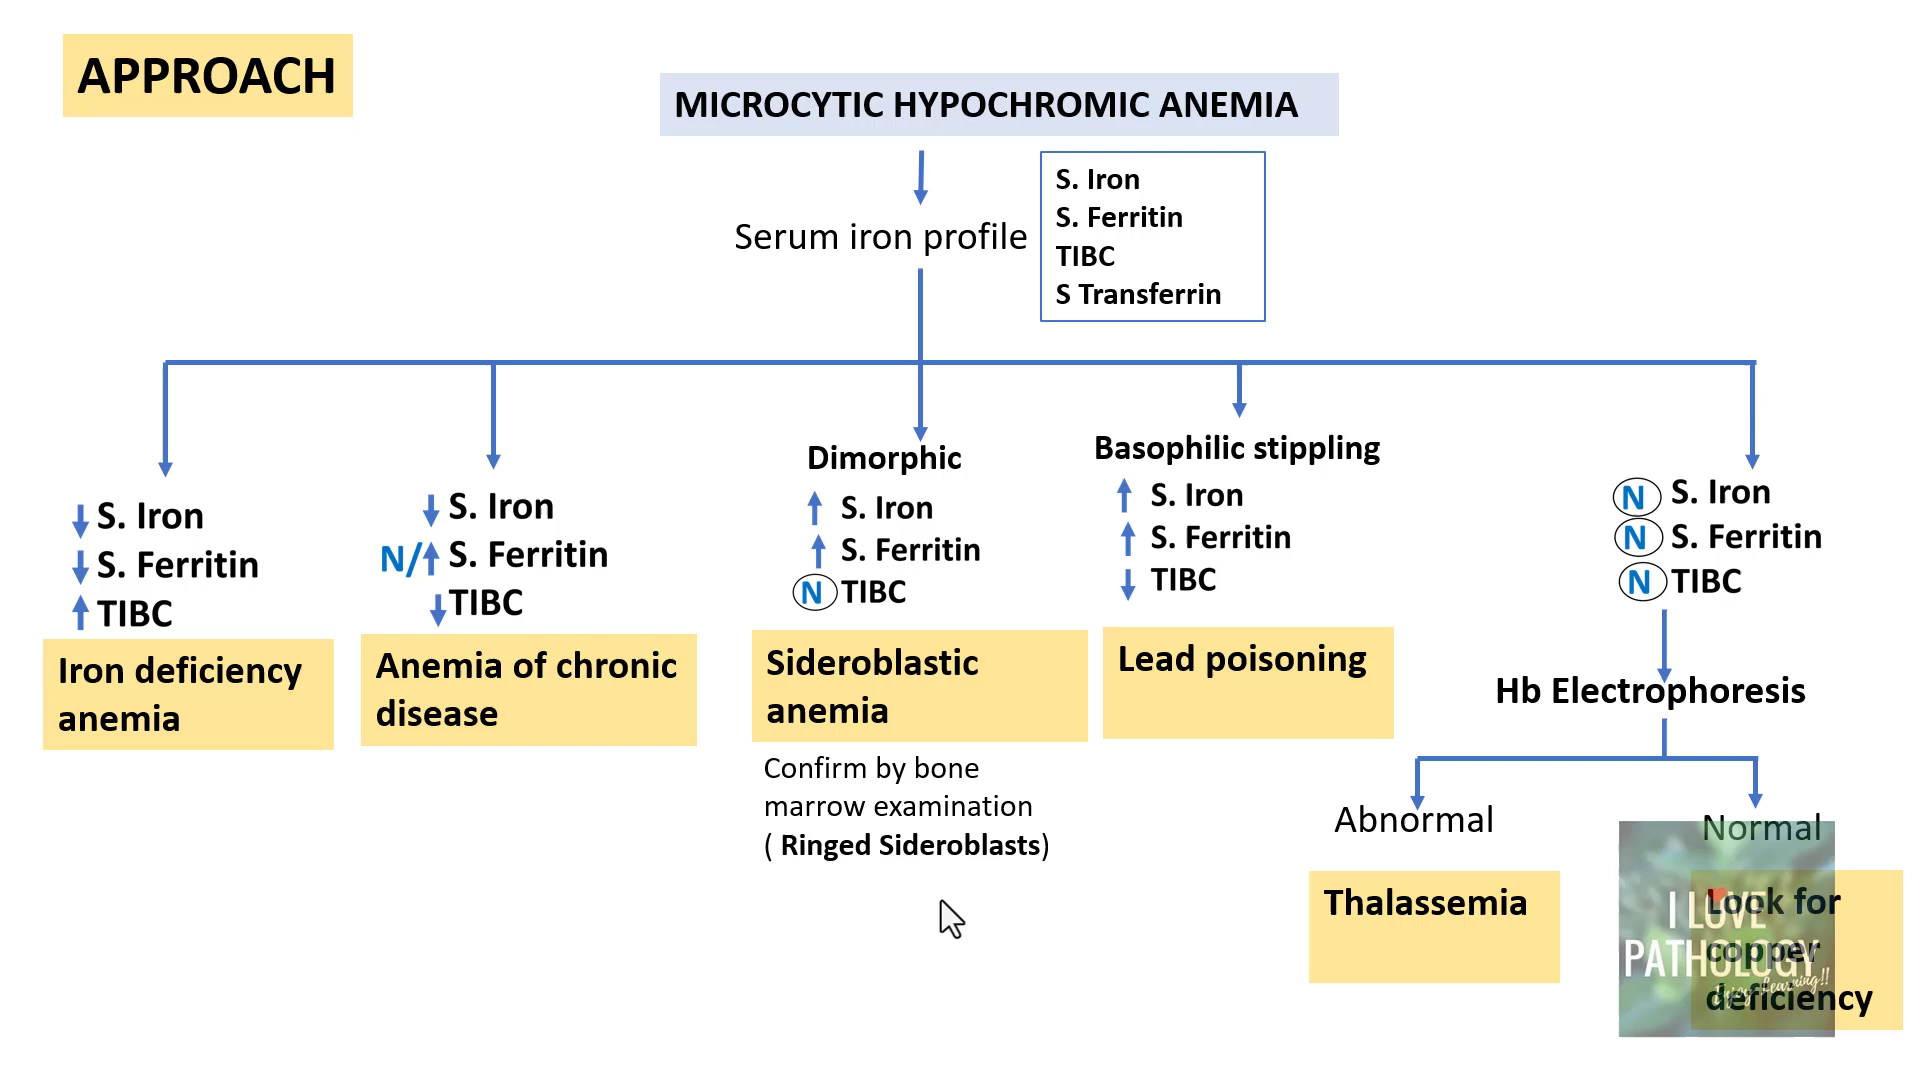 APPROACH
MICROCYTIC HYPOCHROMIC ANEMIA
Serum iron profile
S. Iron
S. Ferritin
TIBC
S Transferrin
↓ S. Iron
↓ S. Ferritin
↑ TIBC
Iron deficiency
anemia
↓ S. Iron
N/↑ S. Ferritin
↓ TIBC
Anemia of chronic
disease
Dimorphic
↑ S. Iron
↑ S. Ferritin
N TIBC
Sideroblastic
anemia
Confirm by bone
marrow examination
( Ringed Sideroblasts)
Basophilic stippling
↑ S. Iron
↑ S. Ferritin
↓ TIBC
Lead poisoning
N S. Iron
N S. Ferritin
N TIBC
Hb Electrophoresis
Abnormal
Thalassemia
Normal
Look for
copper
deficiency
I LOVE
PATHOLOGY
Enjoy Learning!!